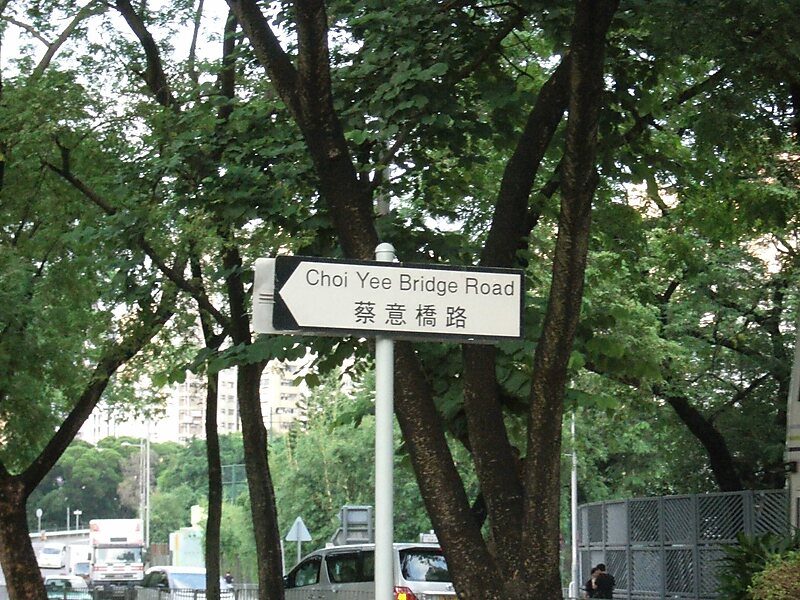 Choi Yee Bridge Road
蔡意橋路